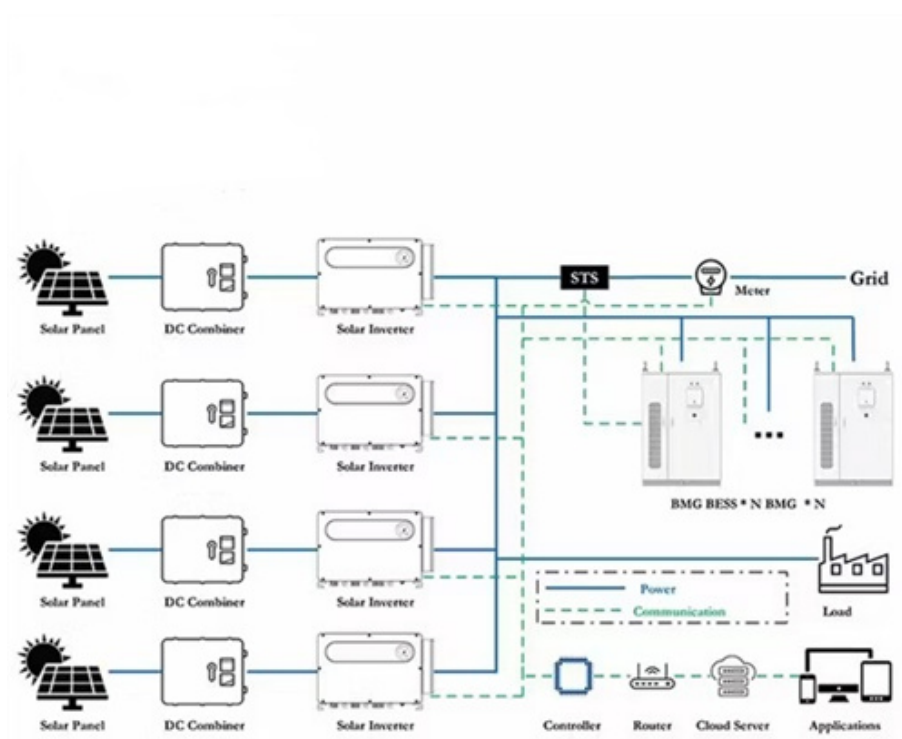 STS
Grid
Meter
Solar Panel DC Combiner Solar Inverter
Solar Panel DC Combiner Solar Inverter
BMG BESS * N BMG * N
Solar Panel DC Combiner Solar Inverter
Power
Communication
Load
Solar Panel DC Combiner Solar Inverter Controller Router Cloud Server Applications